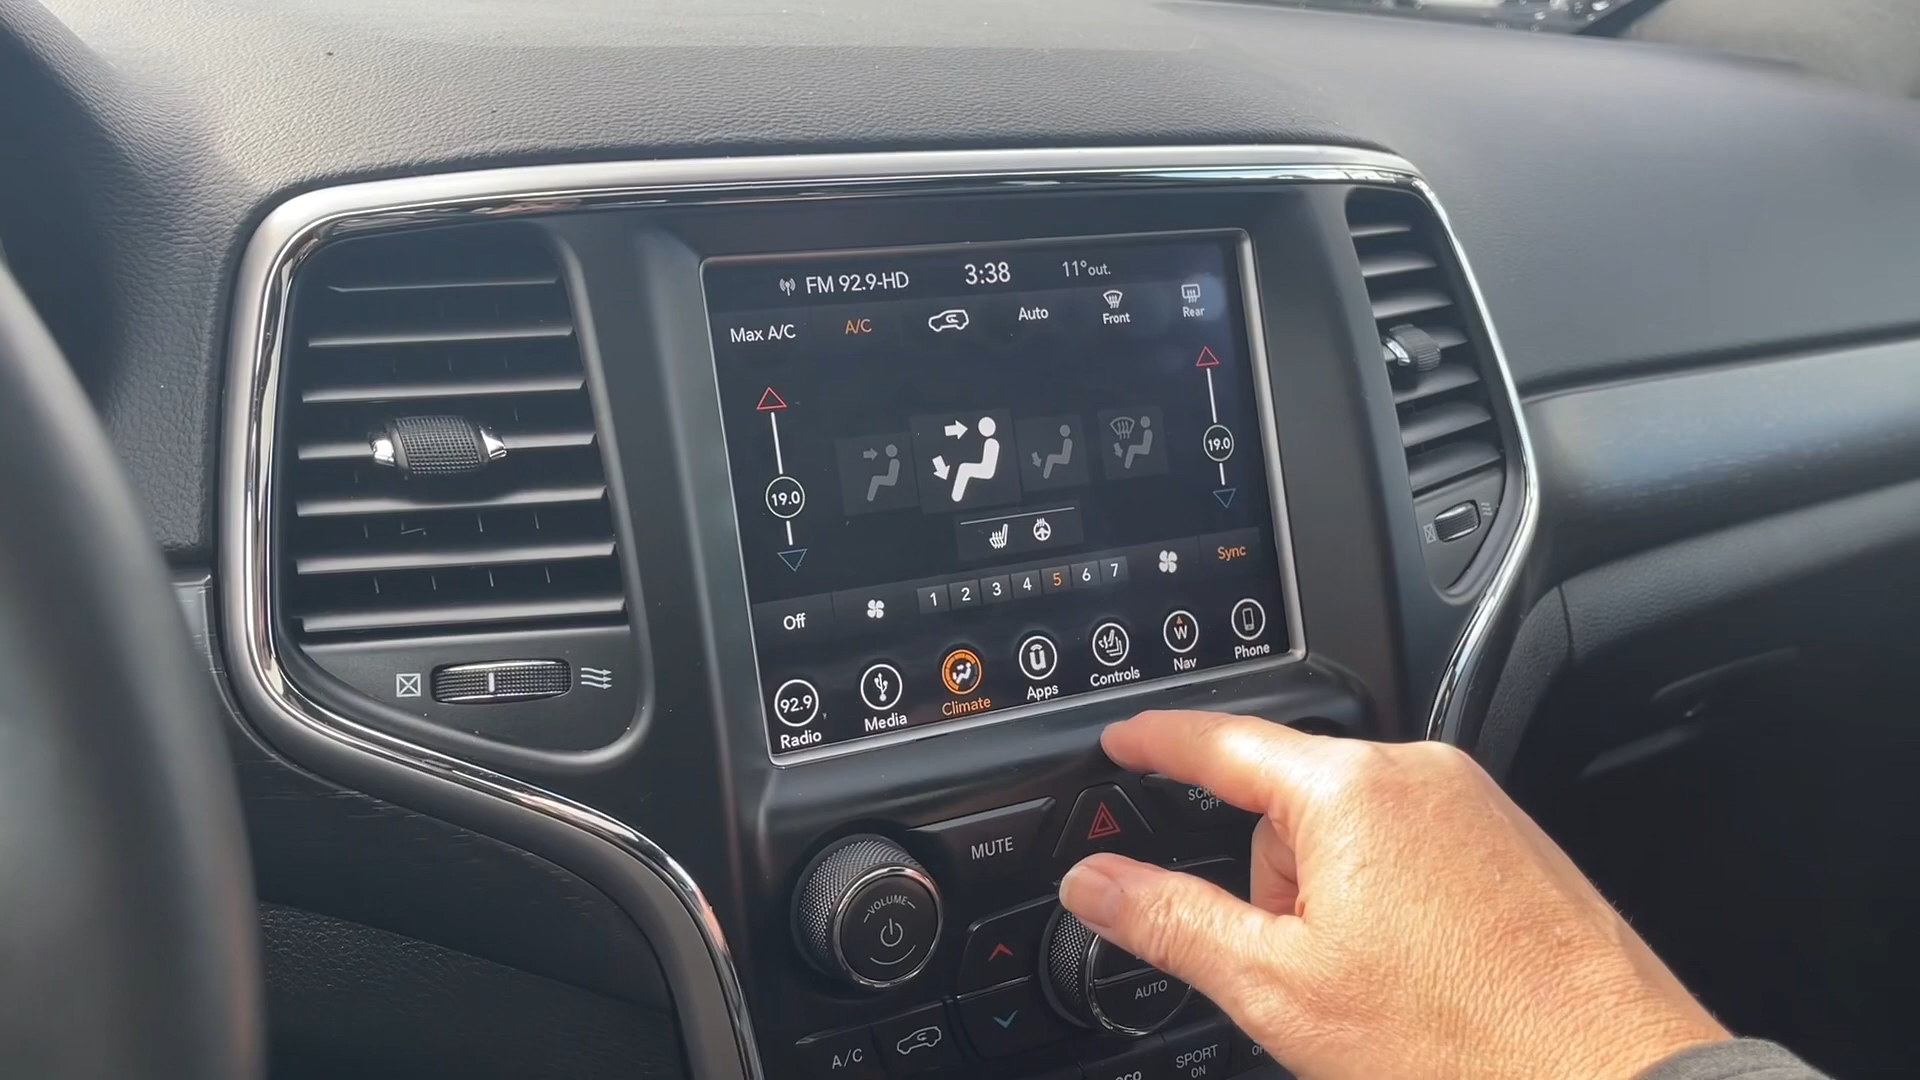 FM 92.9-HD 3:38 11°out.
Max A/C A/C Auto Front Rear
19.0 19.0
Off 1 2 3 4 5 6 7 Sync
92.9 W
Radio Media Climate Apps Controls Nav Phone
MUTE
OFF
VOLUME
AUTO
A/C
SPORT
ON